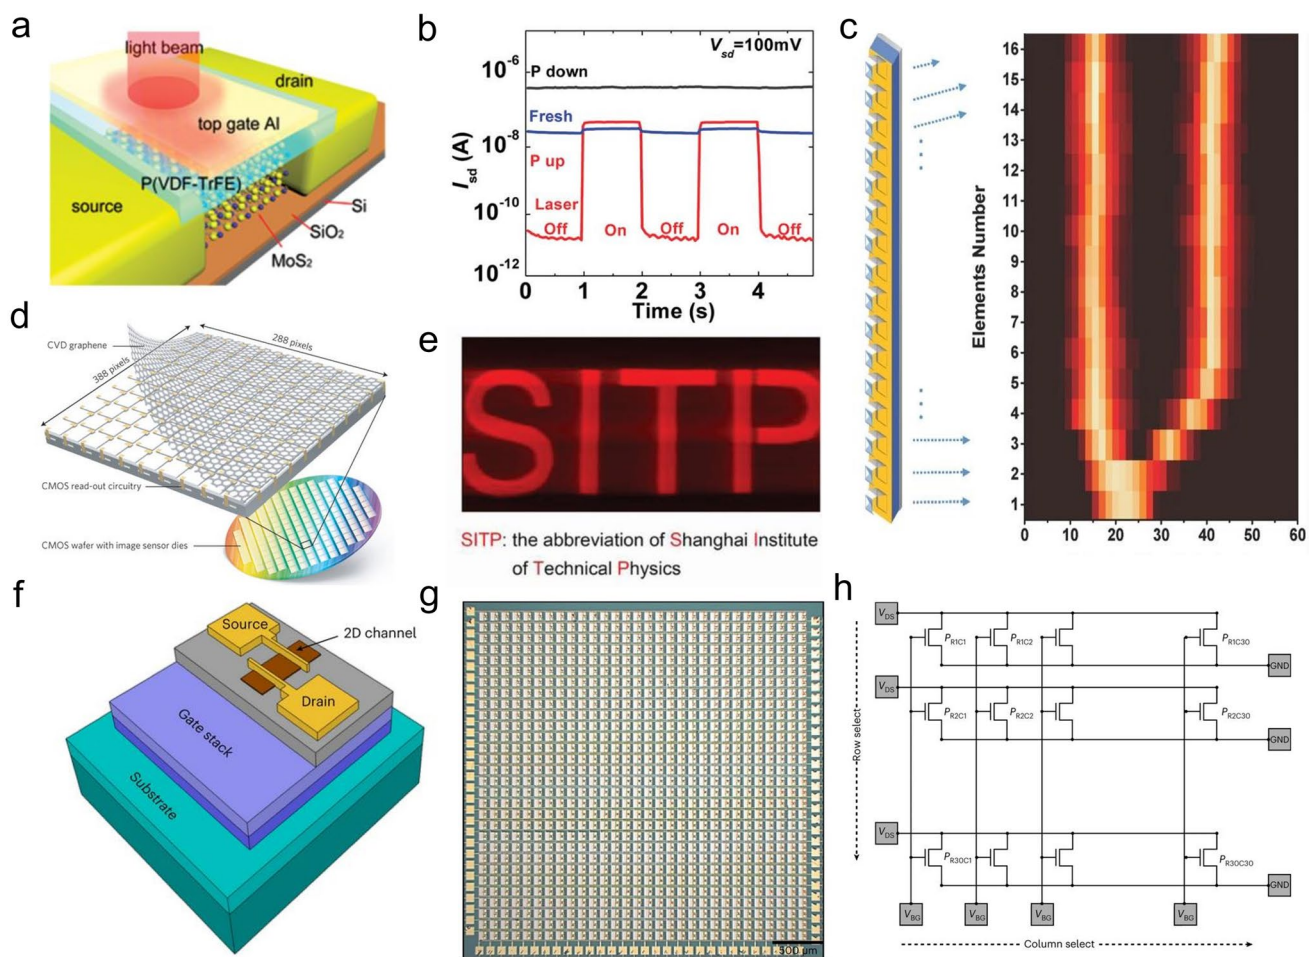 a
light beam
drain
top gate Al
P(VDF-TrFE)
source
Si
SiO2
MoS2
b
Vsd=100mV
10-6
P down
Fresh
10-8
P up
Isd (A)
Laser
10-10
Off
On
Off
On
Off
10-12
0
1
2
3
4
Time (s)
c
16
15
14
13
12
11
10
9
8
7
6
5
4
3
2
1
Elements Number
0
10
20
30
40
50
60
d
CVD graphene
288 pixels
388 pixels
CMOS read-out circuitry
CMOS wafer with image sensor dies
e
SITP
SITP: the abbreviation of Shanghai Institute
of Technical Physics
f
Source
2D channel
Drain
Gate stack
Substrate
g
500 μm
h
VDS
PR1C1
PR1C2
PR1C30
GND
VDS
PR2C1
PR2C2
PR2C30
GND
Row select
VDS
PR30C1
PR30C30
GND
VBG
VBG
VBG
VBG
Column select